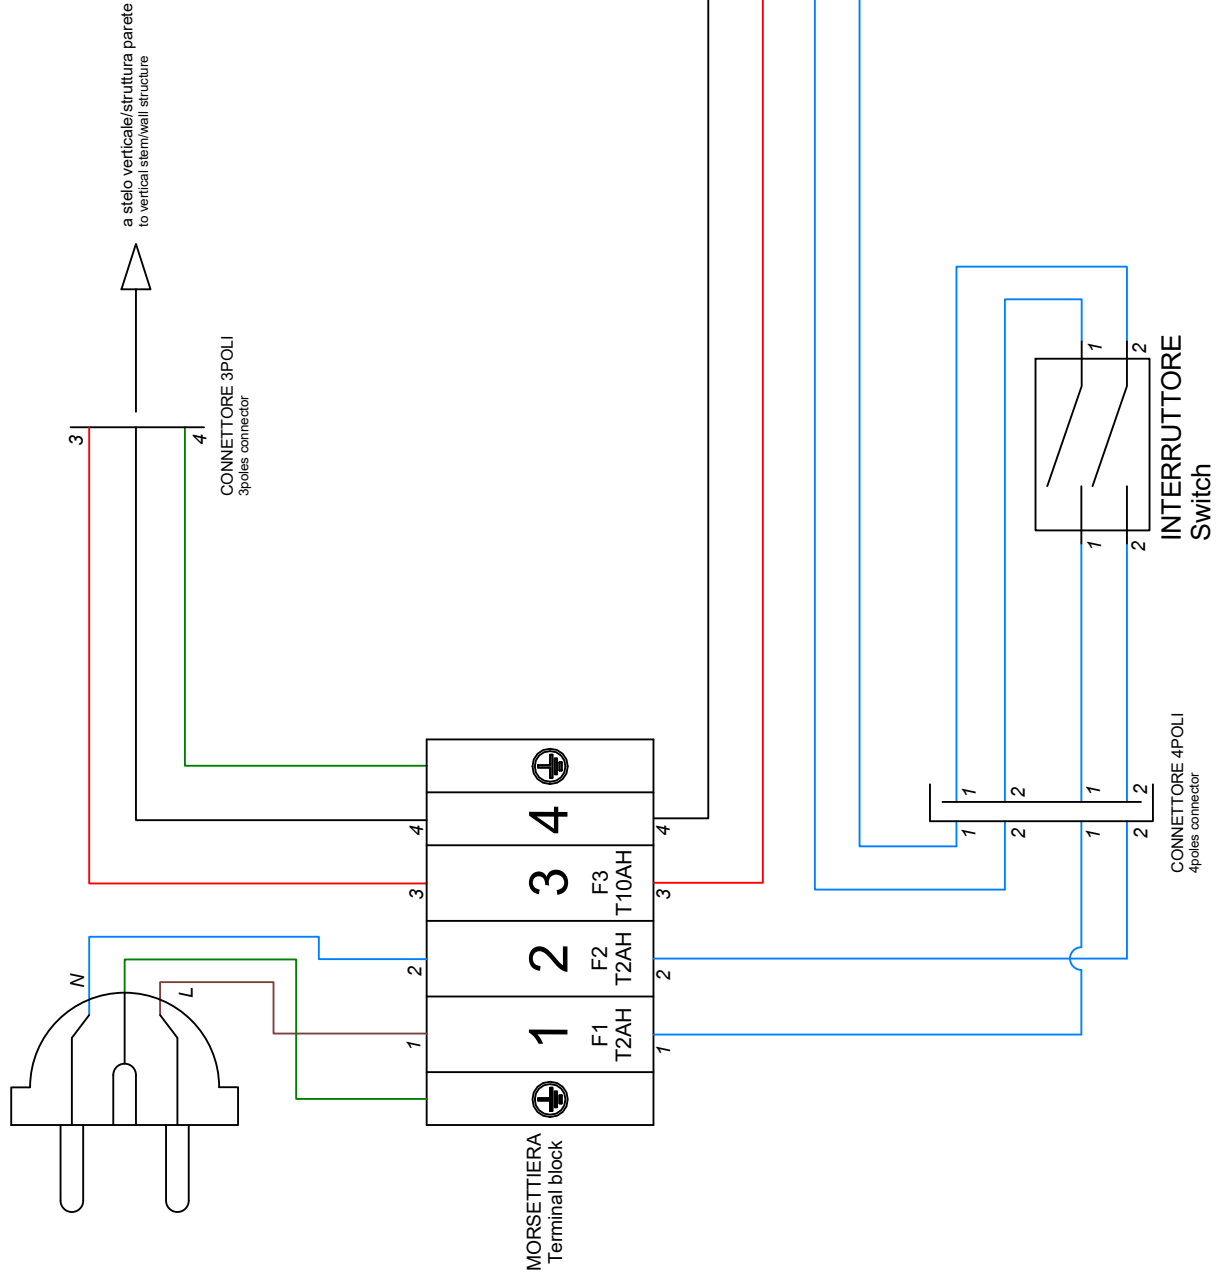 a stelo verticale/struttura parete
to vertical stem/wall structure
3
4
CONNETTORE 3POLI
3poles connector
N
L
1
2
3
4
1
2
3
4
F1
T2AH
F2
T2AH
F3
T10AH
1
2
3
4
MORSETTIERA
Terminal block
1
2
1
2
1
2
1
2
CONNETTORE 4POLI
4poles connector
1
2
1
2
INTERRUTTORE
Switch